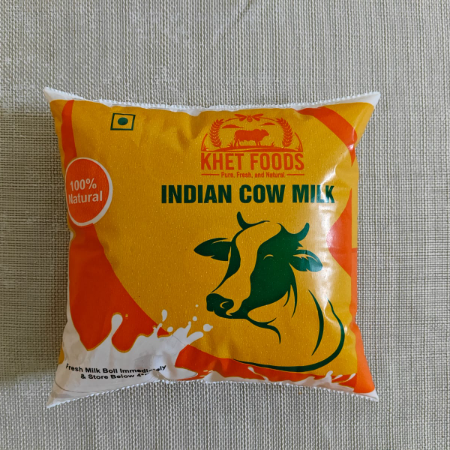 KHET FOODS
Pure, Fresh, and Natural
INDIAN COW MILK
100%
Natural
Fresh Milk Boil Immediately
& Store Below